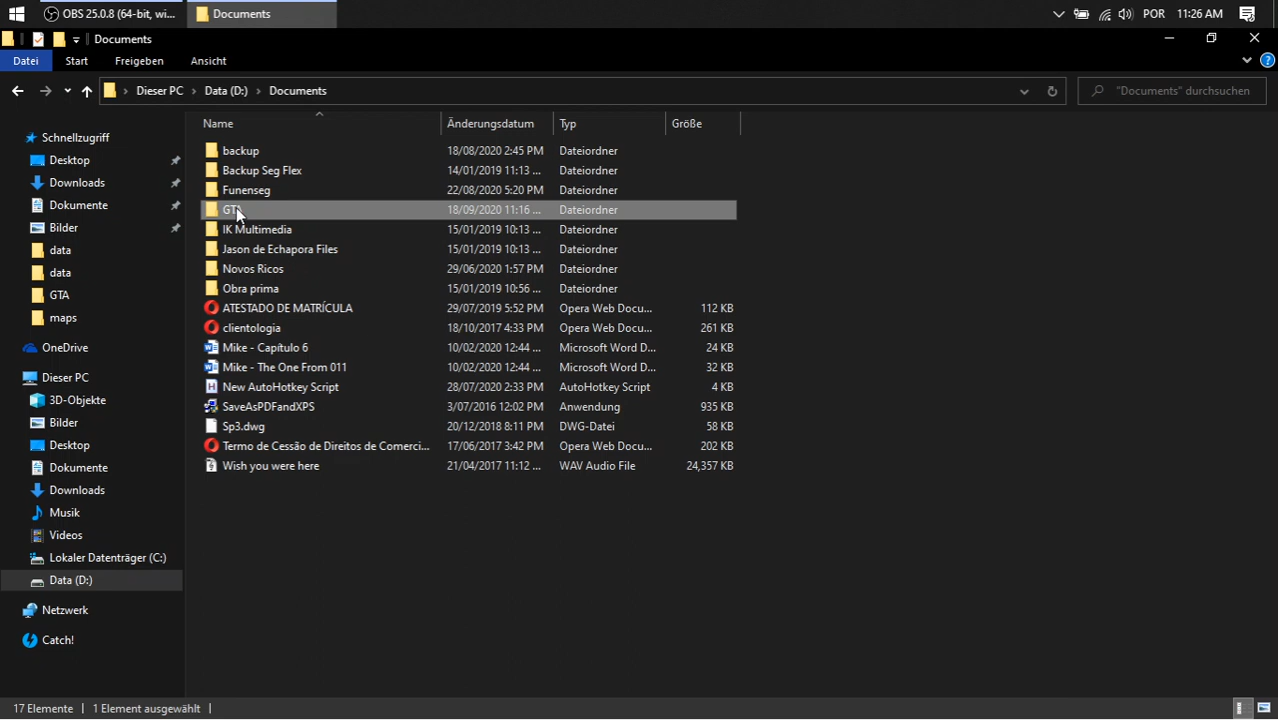 OBS 25.0.8 (64-bit, wi...
Documents
POR
11:26 AM
Documents
Datei
Start
Freigeben
Ansicht
Dieser PC
Data (D:)
Documents
"Documents" durchsuchen
Name
Änderungsdatum
Typ
Größe
Schnellzugriff
Desktop
Downloads
Dokumente
Bilder
data
data
GTA
maps
OneDrive
Dieser PC
3D-Objekte
Bilder
Desktop
Dokumente
Downloads
Musik
Videos
Lokaler Datenträger (C:)
Data (D:)
Netzwerk
Catch!
backup 18/08/2020 2:45 PM Dateiordner
Backup Seg Flex 14/01/2019 11:13 ... Dateiordner
Funenseg 22/08/2020 5:20 PM Dateiordner
GTA 18/09/2020 11:16 ... Dateiordner
IK Multimedia 15/01/2019 10:13 ... Dateiordner
Jason de Echapora Files 15/01/2019 10:13 ... Dateiordner
Novos Ricos 29/06/2020 1:57 PM Dateiordner
Obra prima 15/01/2019 10:56 ... Dateiordner
ATESTADO DE MATRÍCULA 29/07/2019 5:52 PM Opera Web Docu... 112 KB
clientologia 18/10/2017 4:33 PM Opera Web Docu... 261 KB
Mike - Capítulo 6 10/02/2020 12:44 ... Microsoft Word D... 24 KB
Mike - The One From 011 10/02/2020 12:44 ... Microsoft Word D... 32 KB
New AutoHotkey Script 28/07/2020 2:33 PM AutoHotkey Script 4 KB
SaveAsPDFandXPS 3/07/2016 12:02 PM Anwendung 935 KB
Sp3.dwg 20/12/2018 8:11 PM DWG-Datei 58 KB
Termo de Cessão de Direitos de Comerci... 17/06/2017 3:42 PM Opera Web Docu... 202 KB
Wish you were here 21/04/2017 11:12 ... WAV Audio File 24,357 KB
17 Elemente
1 Element ausgewählt